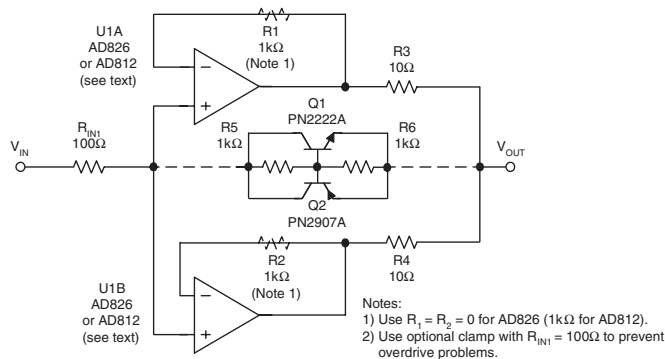 U1A
AD826
or AD812
(see text)
R1
1kΩ
(Note 1)
R3
10Ω
−
+
Q1
PN2222A
V_IN
R_IN1
100Ω
R5
1kΩ
R6
1kΩ
V_OUT
Q2
PN2907A
R2
1kΩ
(Note 1)
R4
10Ω
−
+
U1B
AD826
or AD812
(see text)
Notes:
1) Use R₁ = R₂ = 0 for AD826 (1kΩ for AD812).
2) Use optional clamp with R_IN1 = 100Ω to prevent
overdrive problems.